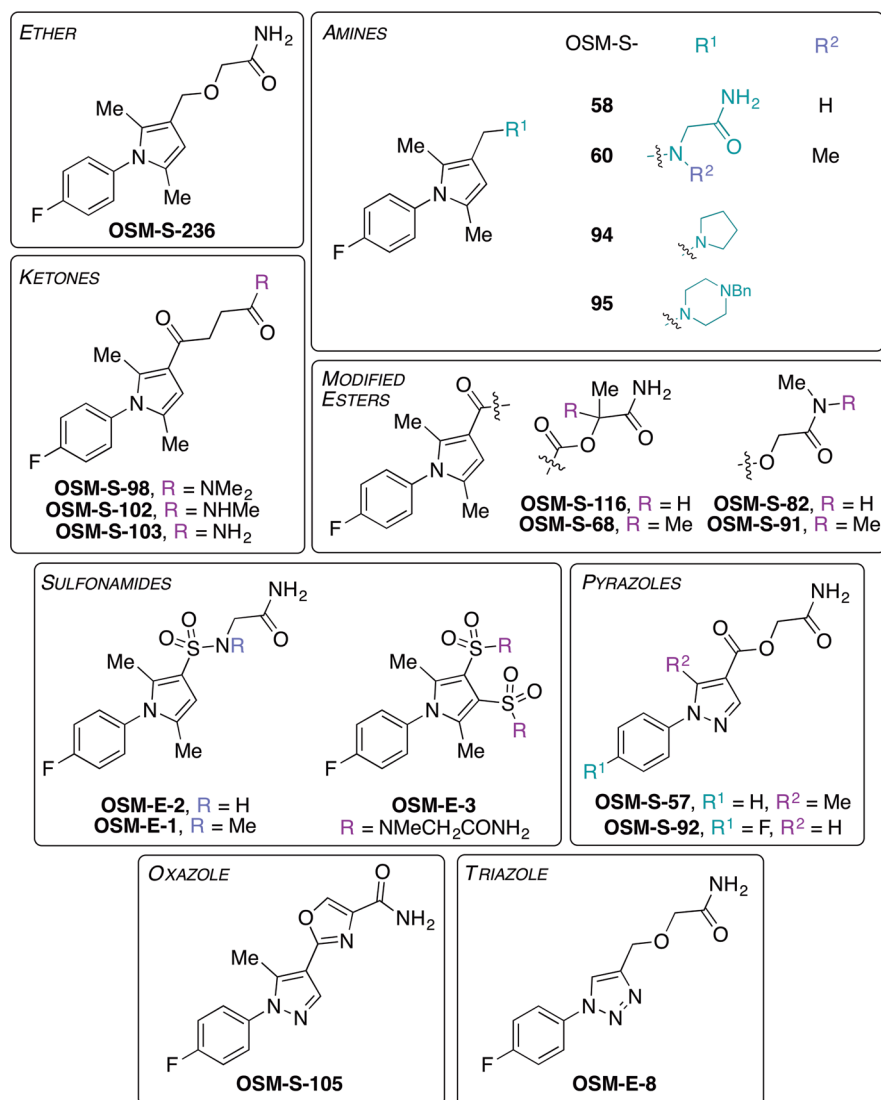 ETHER
NH2
O
O
Me
N
Me
F
OSM-S-236
AMINES
OSM-S- R1 R2
58 H
60 Me
NH2
O
N
R2
94
N
95
NBn
N
Me
R1
N
Me
F
KETONES
R
O
O
Me
N
Me
F
OSM-S-98, R = NMe2
OSM-S-102, R = NHMe
OSM-S-103, R = NH2
MODIFIED
ESTERS
O
Me
N
Me
F
Me
NH2
R
O
O
O
OSM-S-116, R = H
OSM-S-68, R = Me
Me
N
R
O
O
OSM-S-82, R = H
OSM-S-91, R = Me
SULFONAMIDES
NH2
O
O
S
NR
O
Me
N
Me
F
OSM-E-2, R = H
OSM-E-1, R = Me
O
O
S
R
Me
O
S
O
N
R
Me
F
OSM-E-3
R = NMeCH2CONH2
PYRAZOLES
NH2
O
O
O
R2
N
N
R1
OSM-S-57, R1 = H, R2 = Me
OSM-S-92, R1 = F, R2 = H
OXAZOLE
O
NH2
O
N
Me
N
N
F
OSM-S-105
TRIAZOLE
NH2
O
O
N
N
N
F
OSM-E-8